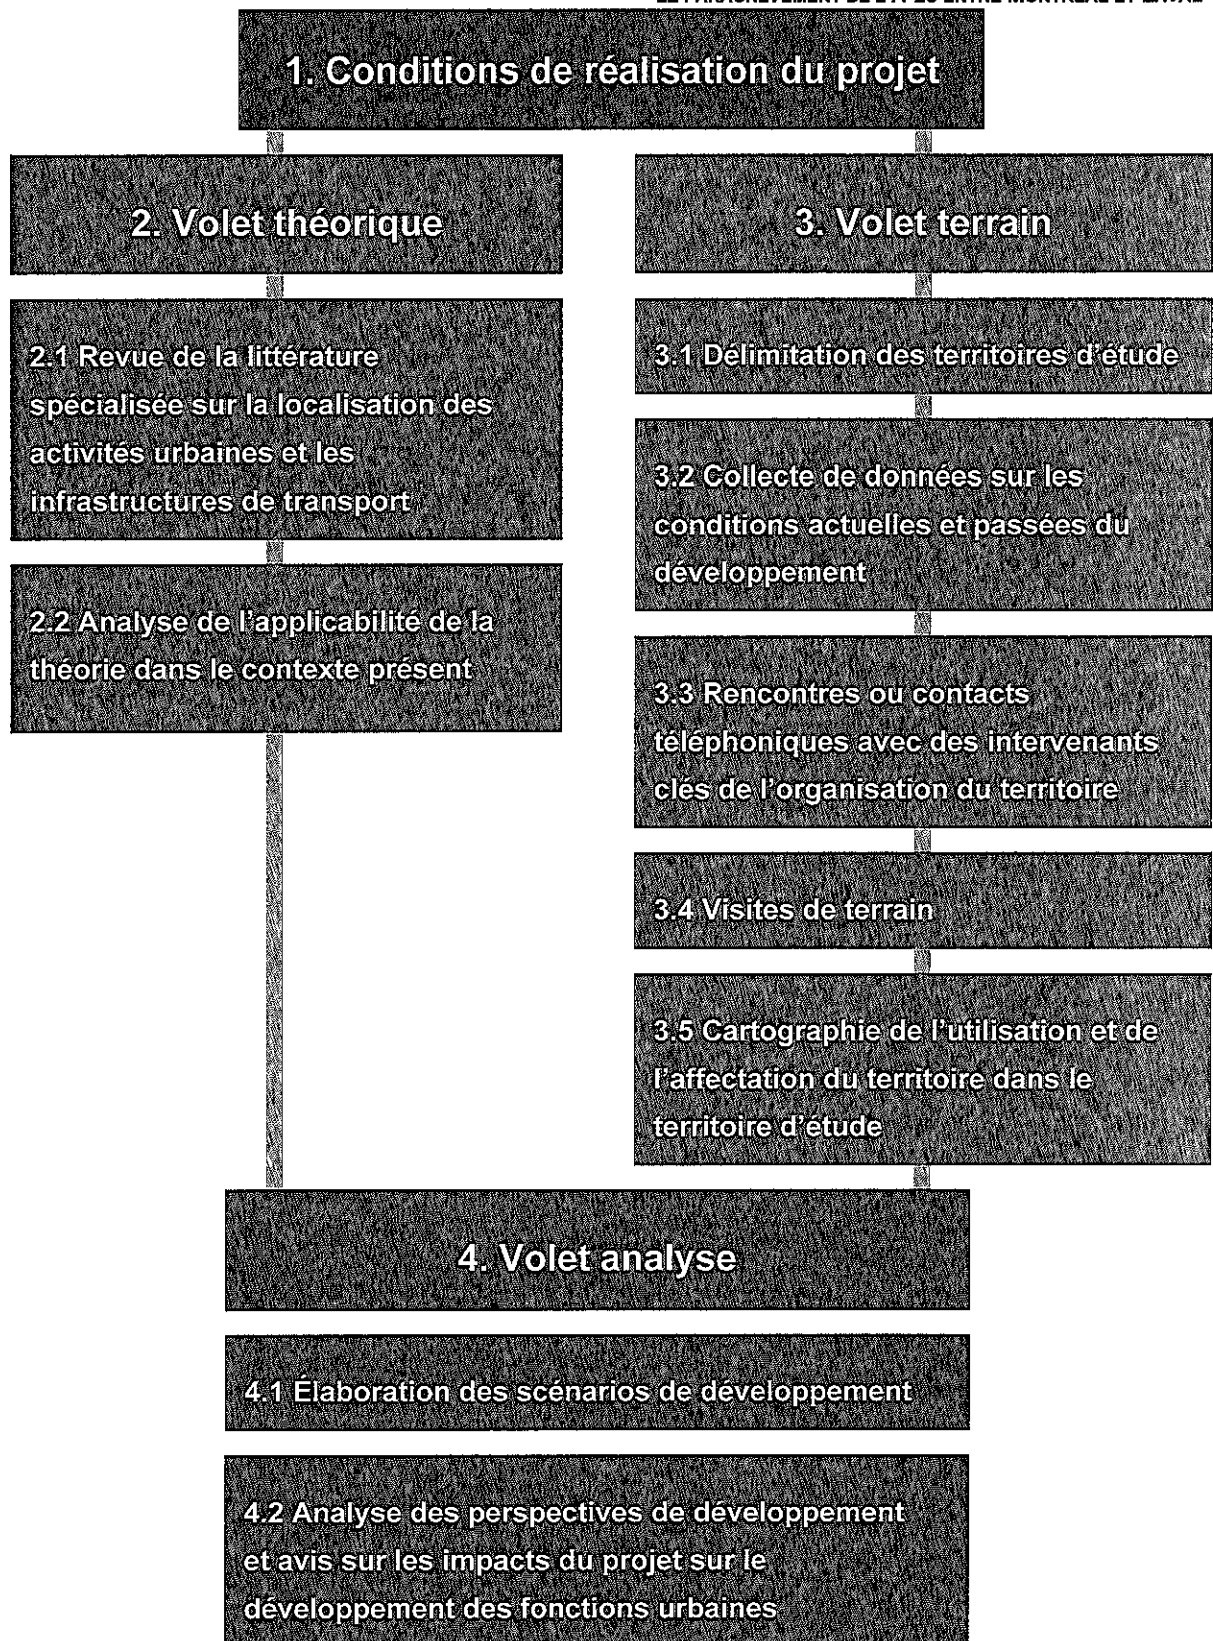 1. Conditions de réalisation du projet
2. Volet théorique
2.1 Revue de la littérature
spécialisée sur la localisation des
activités urbaines et les
infrastructures de transport
2.2 Analyse de l'applicabilité de la
théorie dans le contexte présent
3. Volet terrain
3.1 Délimitation des territoires d'étude
3.2 Collecte de données sur les
conditions actuelles et passées du
développement
3.3 Rencontres ou contacts
téléphoniques avec des intervenants
clés de l'organisation du territoire
3.4 Visites de terrain
3.5 Cartographie de l'utilisation et de
l'affectation du territoire dans le
territoire d'étude
4. Volet analyse
4.1 Élaboration des scénarios de développement
4.2 Analyse des perspectives de développement
et avis sur les impacts du projet sur le
développement des fonctions urbaines